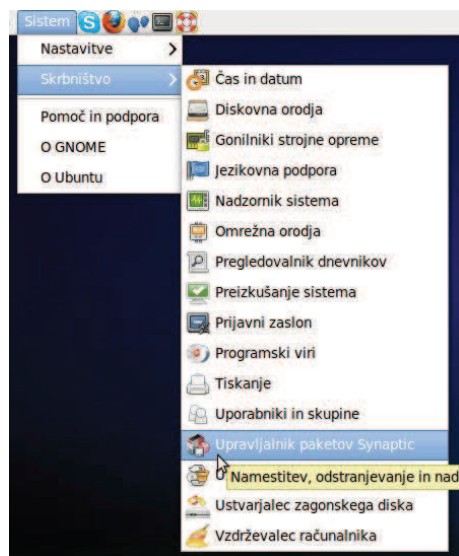 Sistem
Nastavitve
Skrbništvo
Pomoč in podpora
O GNOME
O Ubuntu
Čas in datum
Diskovna orodja
Gonilniki strojne opreme
Jezikovna podpora
Nadzornik sistema
Omrežna orodja
Pregledovalnik dnevnikov
Preizkušanje sistema
Prijavni zaslon
Programski viri
Tiskanje
Uporabniki in skupine
Upravljalnik paketov Synaptic
Namestitev, odstranjevanje in nad
Ustvarjalec zagonskega diska
Vzdrževalec računalnika